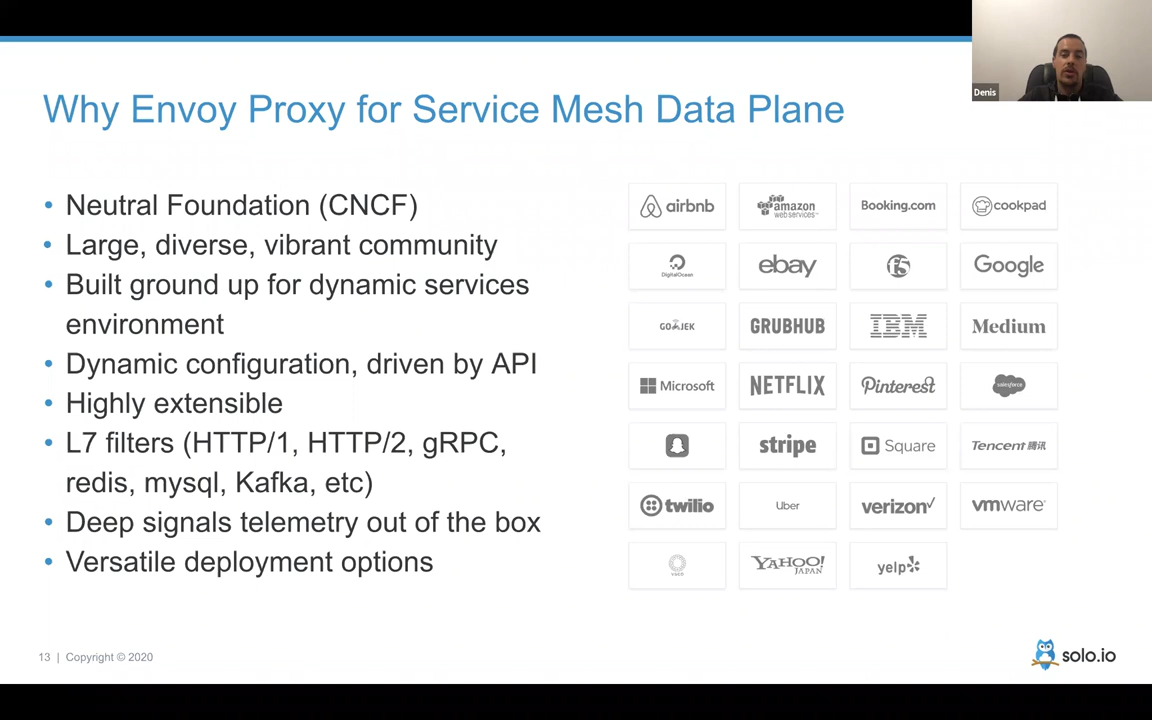 Denis
Why Envoy Proxy for Service Mesh Data Plane
• Neutral Foundation (CNCF)
• Large, diverse, vibrant community
• Built ground up for dynamic services
environment
• Dynamic configuration, driven by API
• Highly extensible
• L7 filters (HTTP/1, HTTP/2, gRPC,
redis, mysql, Kafka, etc)
• Deep signals telemetry out of the box
• Versatile deployment options
airbnb
amazon
webservices™
Booking.com
cookpad
DigitalOcean
ebay
f5
Google
GOJEK
GRUBHUB
IBM
Medium
Microsoft
NETFLIX
Pinterest
salesforce
stripe
Square
Tencent 腾讯
twilio
Uber
verizon✓
vmware®
YAHOO!
JAPAN
yelp
13 | Copyright © 2020
solo.io